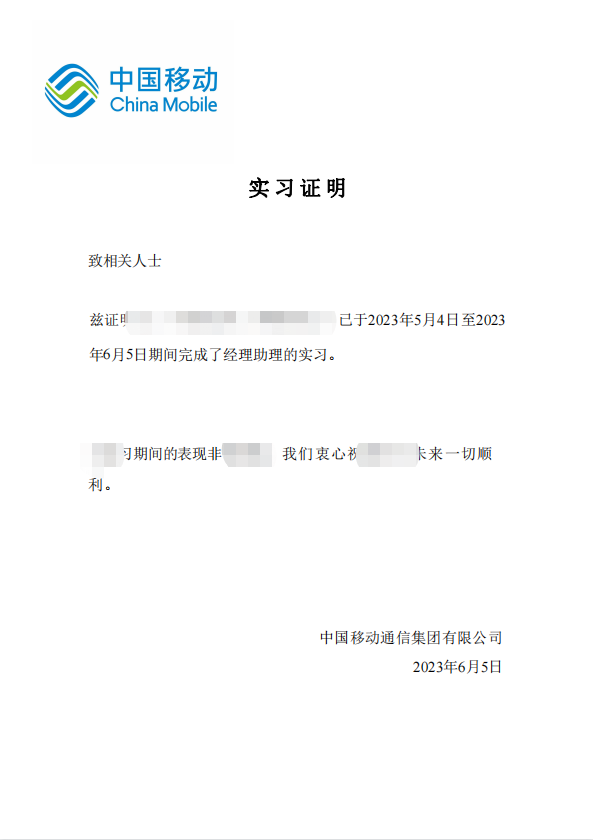 中国移动
China Mobile
实习证明
致相关人士
兹证 已于2023年5月4日至2023
年6月5日期间完成了经理助理的实习。
习期间的表现非 我们衷心祝 未来一切顺
利。
中国移动通信集团有限公司
2023年6月5日